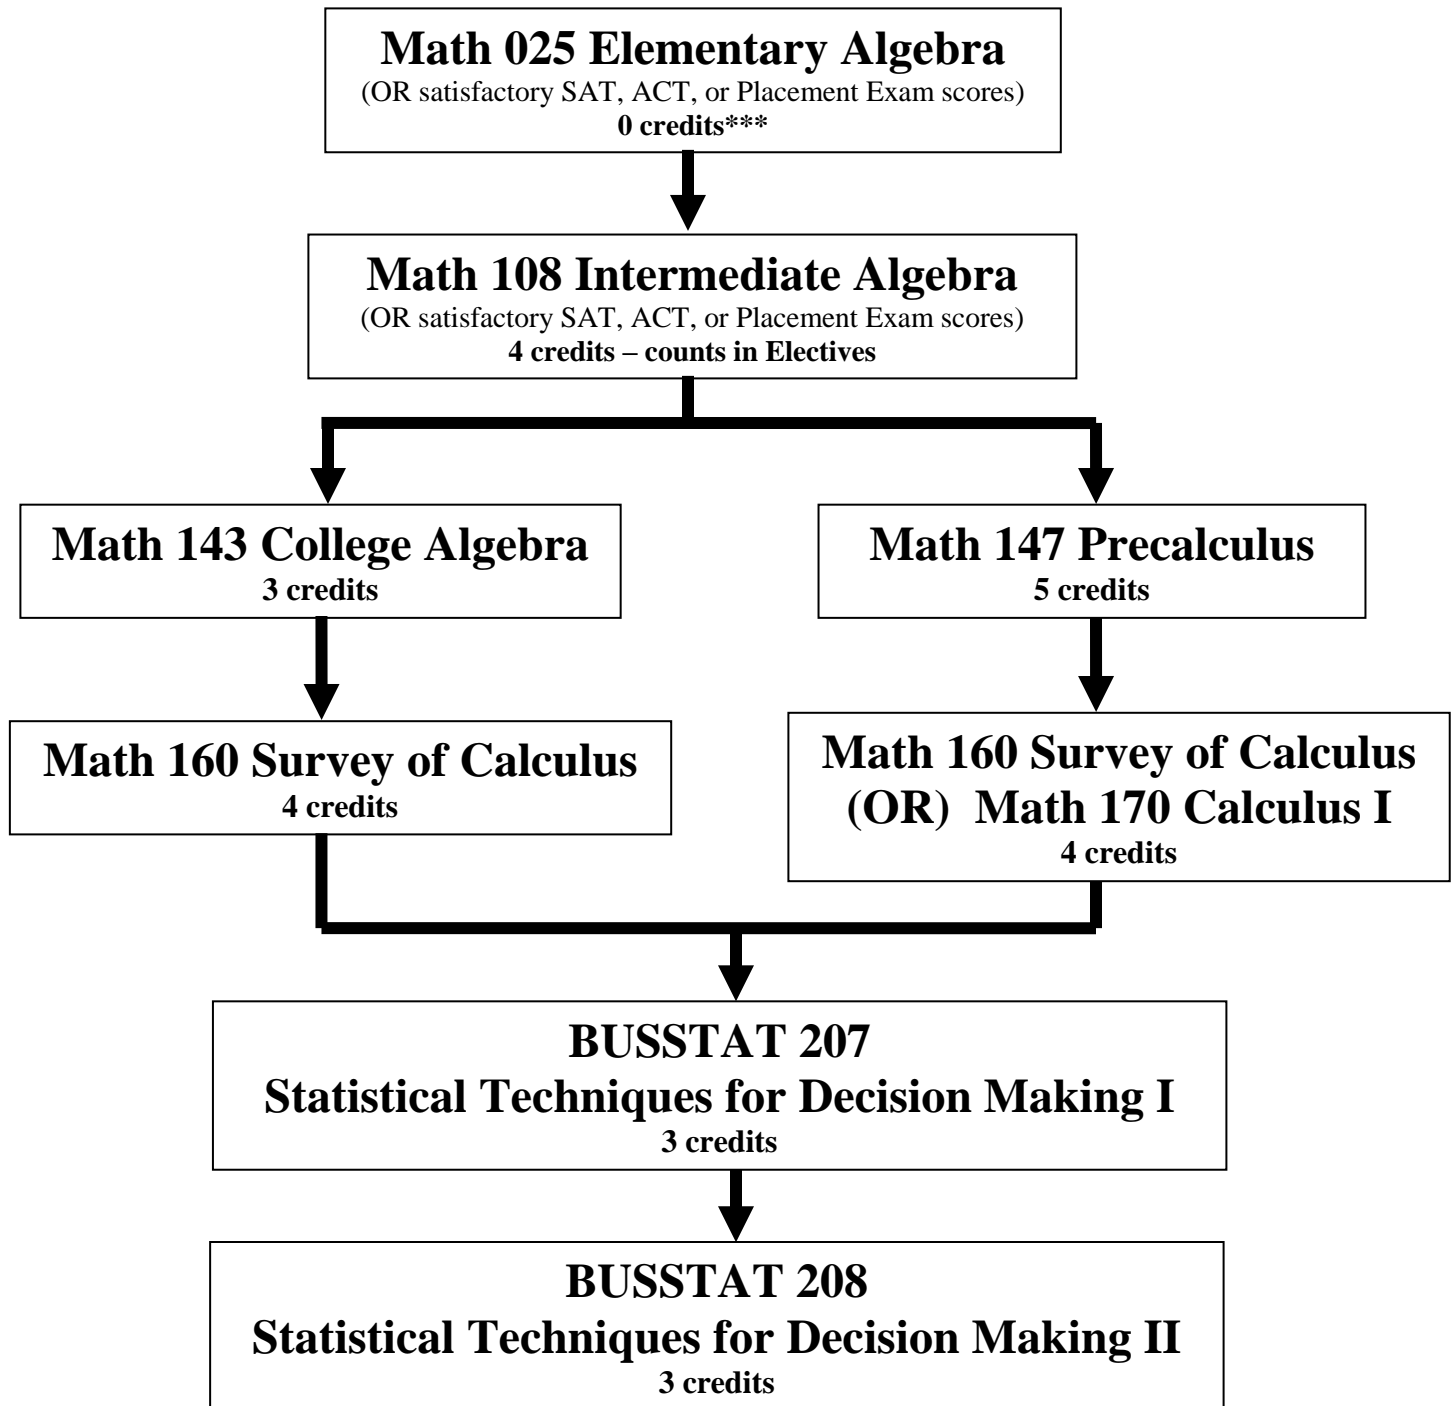 Math 025 Elementary Algebra
(OR satisfactory SAT, ACT, or Placement Exam scores)
0 credits***
Math 108 Intermediate Algebra
(OR satisfactory SAT, ACT, or Placement Exam scores)
4 credits – counts in Electives
Math 143 College Algebra
3 credits
Math 147 Precalculus
5 credits
Math 160 Survey of Calculus
4 credits
Math 160 Survey of Calculus
(OR) Math 170 Calculus I
4 credits
BUSSTAT 207
Statistical Techniques for Decision Making I
3 credits
BUSSTAT 208
Statistical Techniques for Decision Making II
3 credits